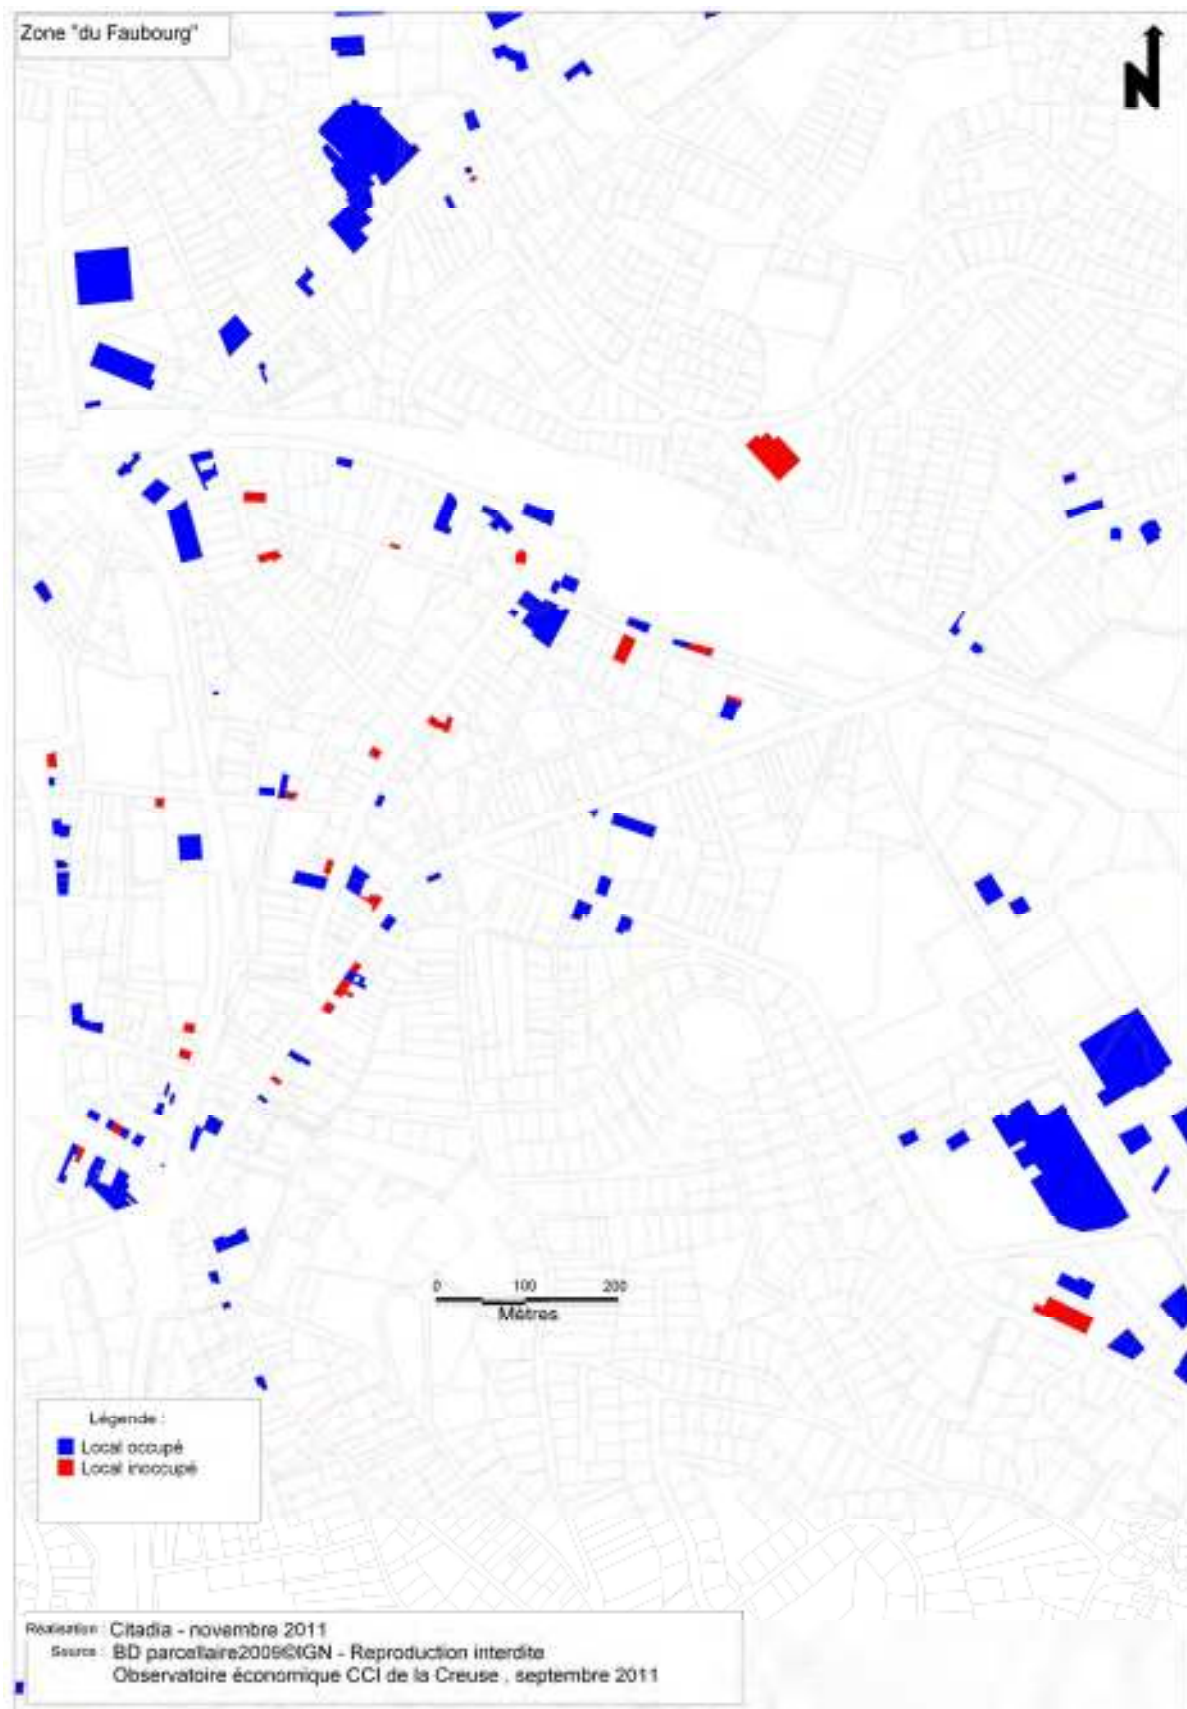 Zone "du Faubourg"
N
0 100 200
Mètres
Légende :
Local occupé
Local inoccupé
Réalisation : Citadia - novembre 2011
Source : BD parcellaire2009©IGN - Reproduction interdite
Observatoire économique CCI de la Creuse , septembre 2011